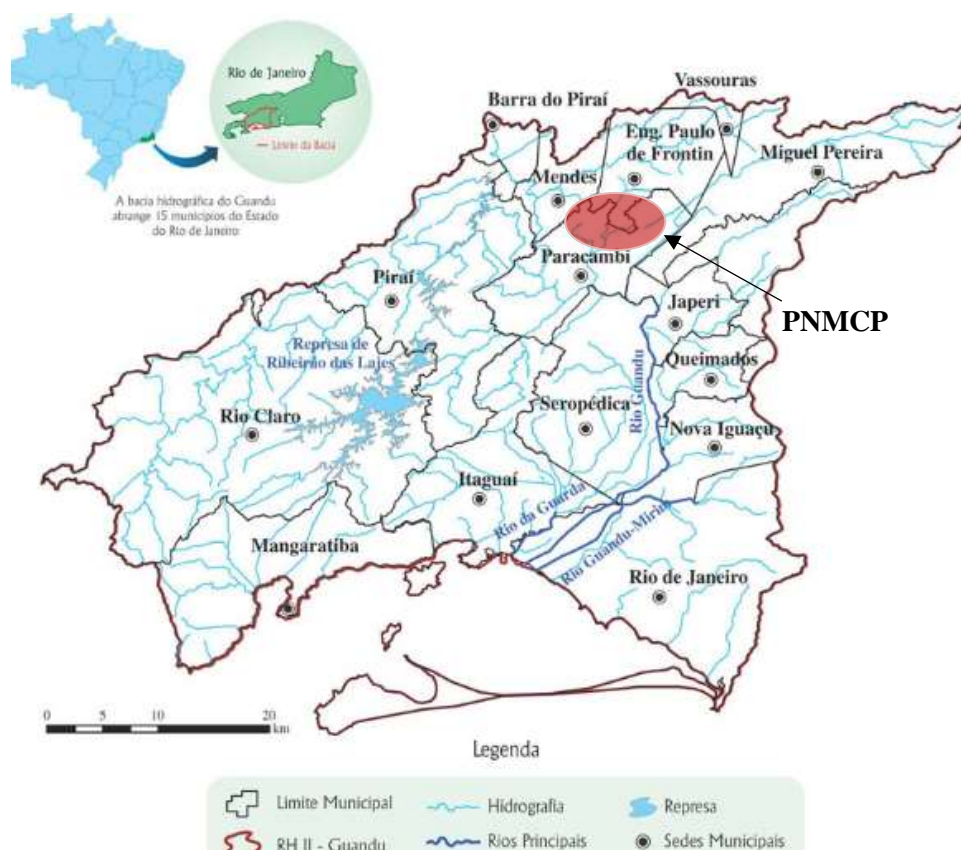 Rio de Janeiro
Limite da Bacia
A bacia hidrográfica do Guandu
abrange 15 municípios do Estado
do Rio de Janeiro
Vassouras
Barra do Piraí
Eng. Paulo
de Frontin
Miguel Pereira
Mendes
Paracambi
Piraí
Japeri
PNMCP
Represa de
Ribeirão das Lajes
Queimados
Rio Guandu
Seropédica
Rio Claro
Nova Iguaçu
Itaguaí
Rio da Guarda
Rio Guandu-Mirim
Mangaratiba
Rio de Janeiro
0 5 10 20
km
Legenda
Limite Municipal
Hidrografia
Represa
RH II - Guandu
Rios Principais
Sedes Municipais